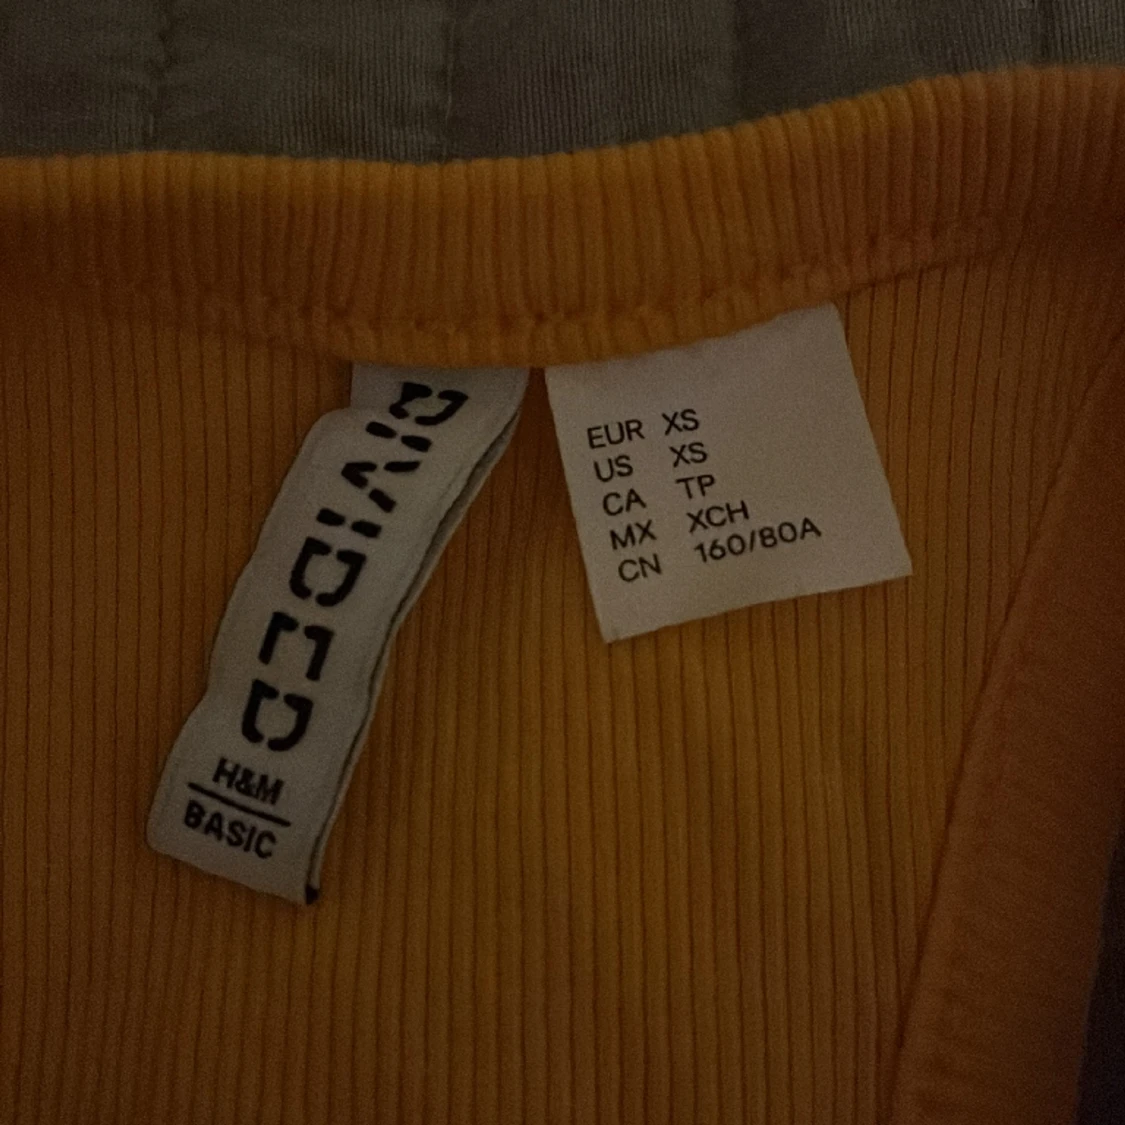 DIVIDED
H&M
BASIC
EUR XS
US XS
CA TP
MX XCH
CN 160/80A